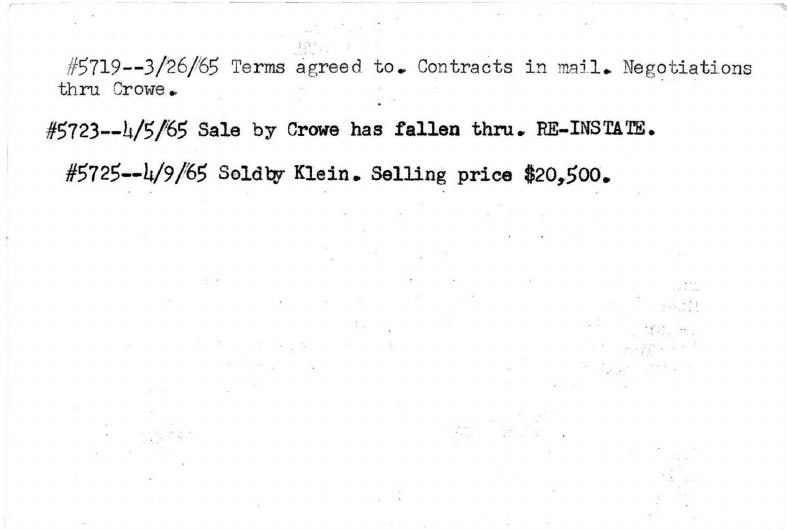 #5719--3/26/65 Terms agreed to. Contracts in mail. Negotiations
thru Crowe.
#5723--4/5/65 Sale by Crowe has fallen thru. RE-INSTATE.
#5725--4/9/65 Soldby Klein. Selling price $20,500.